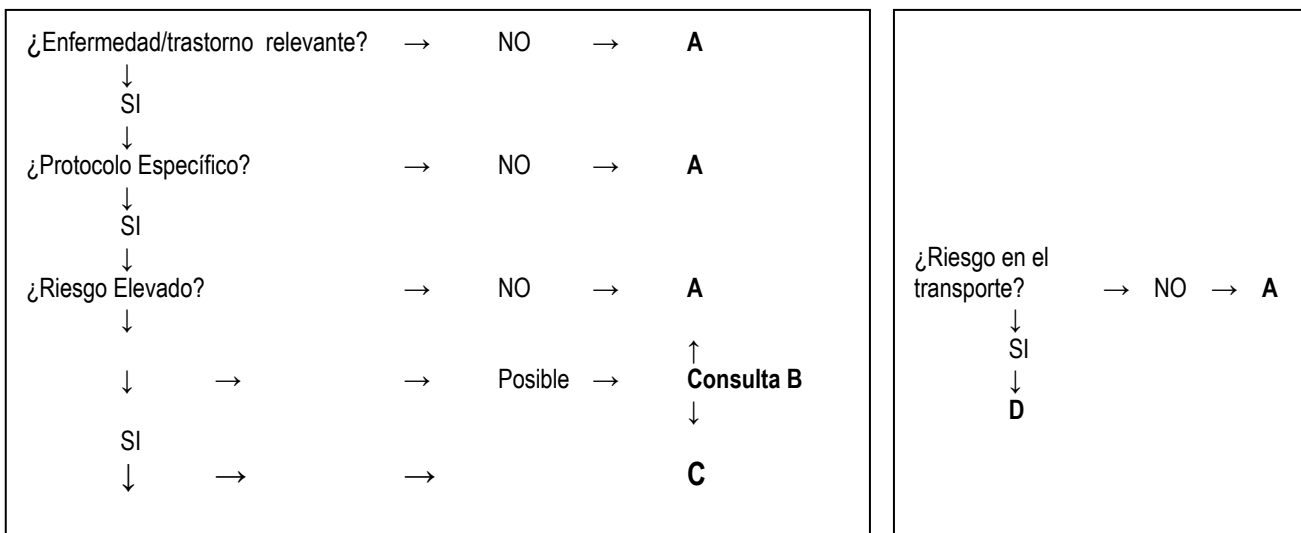 ¿Enfermedad/trastorno relevante? → NO → A
↓
SI
↓
¿Protocolo Específico? → NO → A
↓
SI
↓
¿Riesgo Elevado? → NO → A
↓
↑
↓ → → Posible → Consulta B
↓
SI
↓ → → C
¿Riesgo en el
transporte? → NO → A
↓
SI
↓
D